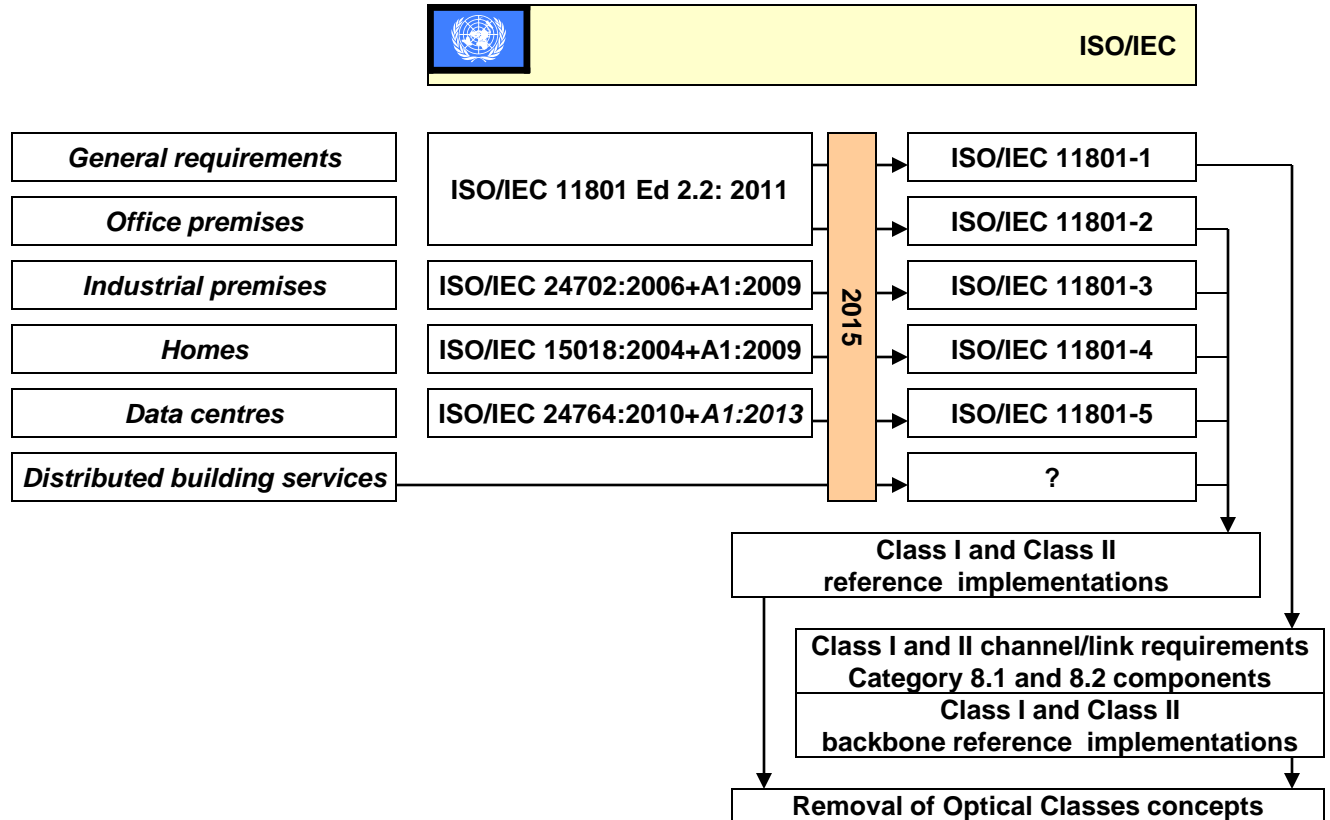 ISO/IEC
General requirements
ISO/IEC 11801 Ed 2.2: 2011
ISO/IEC 11801-1
Office premises
ISO/IEC 11801-2
Industrial premises
ISO/IEC 24702:2006+A1:2009
2015
ISO/IEC 11801-3
Homes
ISO/IEC 15018:2004+A1:2009
ISO/IEC 11801-4
Data centres
ISO/IEC 24764:2010+A1:2013
ISO/IEC 11801-5
Distributed building services
?
Class I and Class II
reference implementations
Class I and II channel/link requirements
Category 8.1 and 8.2 components
Class I and Class II
backbone reference implementations
Removal of Optical Classes concepts